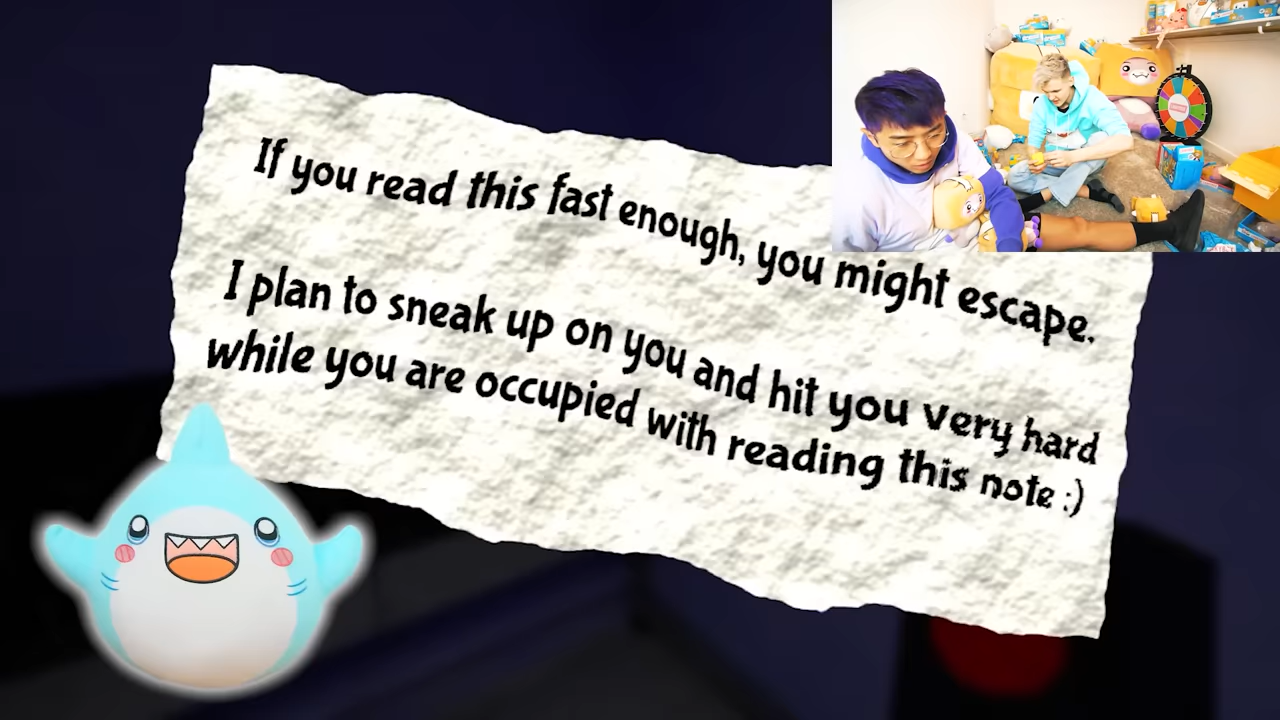 If you read this fast enough, you might escape.
I plan to sneak up on you and hit you very hard
while you are occupied with reading this note :)